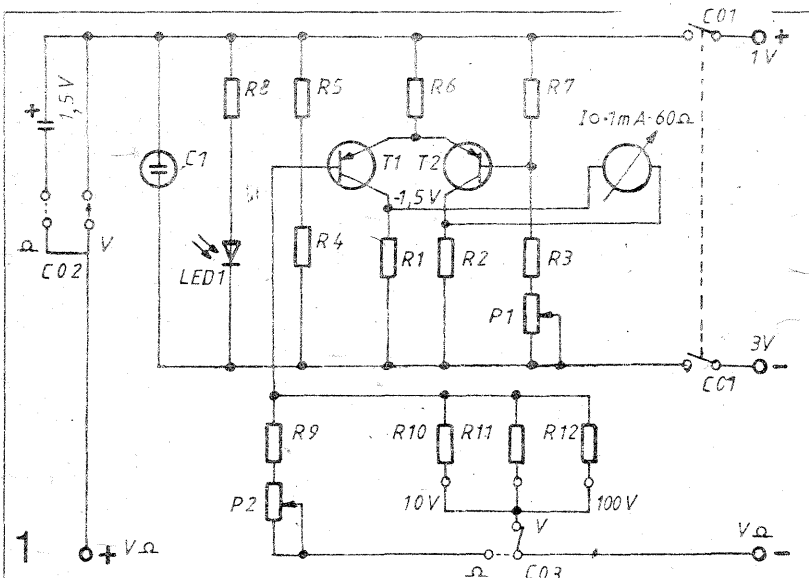 C01
+
1V
+
1,5V
R8
R5
R6
R7
I0·1mA-60Ω
C1
T1
T2
-1,5V
Ω
V
C02
LED1
R4
R1
R2
R3
P1
3V
-
C01
R9
R10
R11
R12
P2
10V
100V
V
VΩ
1
+ VΩ
Ω
C03
-